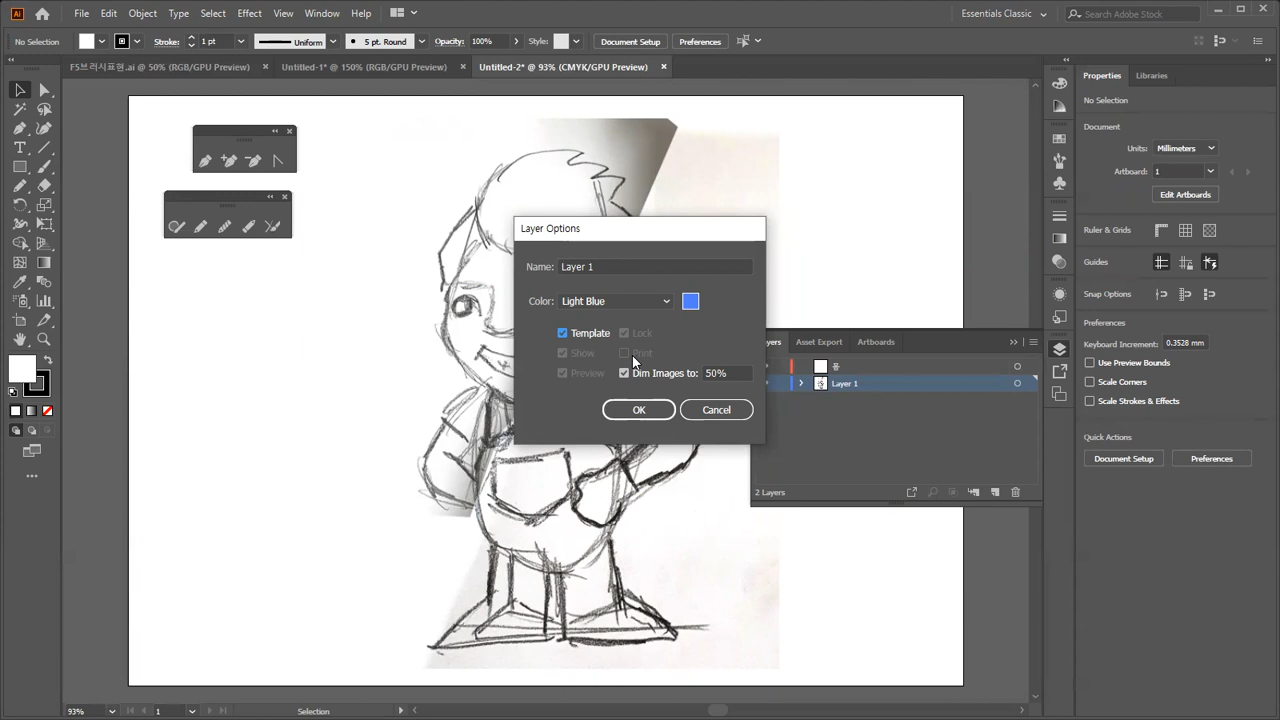 Ai
File Edit Object Type Select Effect View Window Help
Essentials Classic
Search Adobe Stock
No Selection
Stroke: 1 pt
Uniform
5 pt. Round
Opacity: 100%
Style:
Document Setup
Preferences
F5브러시표현.ai @ 50% (RGB/GPU Preview)
Untitled-1* @ 150% (RGB/GPU Preview)
Untitled-2* @ 93% (CMYK/GPU Preview)
Properties
Libraries
No Selection
Document
Units: Millimeters
Artboard: 1
Edit Artboards
Ruler & Grids
Guides
Snap Options
Preferences
Keyboard Increment: 0.3528 mm
Use Preview Bounds
Scale Corners
Scale Strokes & Effects
Quick Actions
Document Setup
Preferences
Layer Options
Name: Layer 1
Color: Light Blue
Template Lock
Show Print
Preview Dim Images to: 50%
OK Cancel
Asset Export
Artboards
Layer 1
2 Layers
93%
1
Selection